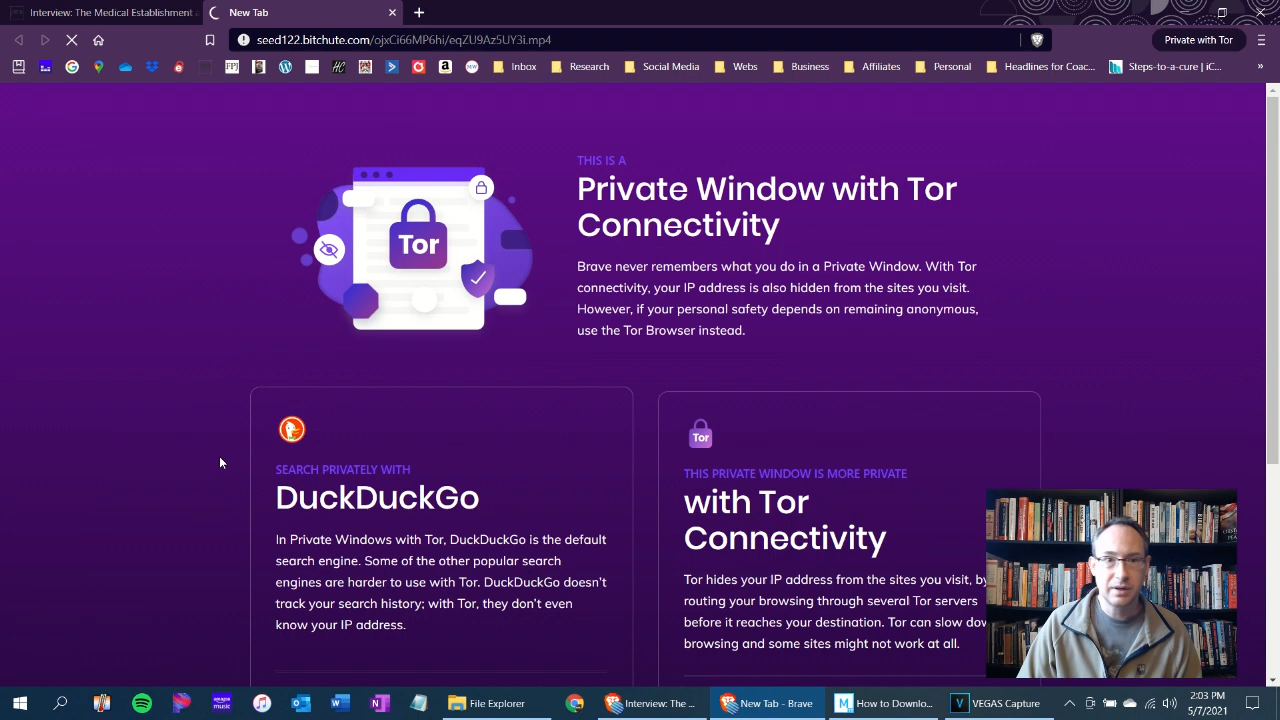 Interview: The Medical Establishment
New Tab
seed122.bitchute.com/ojxCi66MP6hi/eqZU9Az5UY3i.mp4
Private with Tor
Inbox
Research
Social Media
Webs
Business
Affiliates
Personal
Headlines for Coac...
Steps-to-a-cure | iC...
»
THIS IS A
Private Window with Tor
Connectivity
Tor
Brave never remembers what you do in a Private Window. With Tor
connectivity, your IP address is also hidden from the sites you visit.
However, if your personal safety depends on remaining anonymous,
use the Tor Browser instead.
SEARCH PRIVATELY WITH
DuckDuckGo
In Private Windows with Tor, DuckDuckGo is the default
search engine. Some of the other popular search
engines are harder to use with Tor. DuckDuckGo doesn't
track your search history; with Tor, they don't even
know your IP address.
Tor
THIS PRIVATE WINDOW IS MORE PRIVATE
with Tor
Connectivity
Tor hides your IP address from the sites you visit, by
routing your browsing through several Tor servers
before it reaches your destination. Tor can slow dow
browsing and some sites might not work at all.
File Explorer
Interview: The ...
New Tab - Brave
How to Downlo...
VEGAS Capture
2:03 PM
5/7/2021